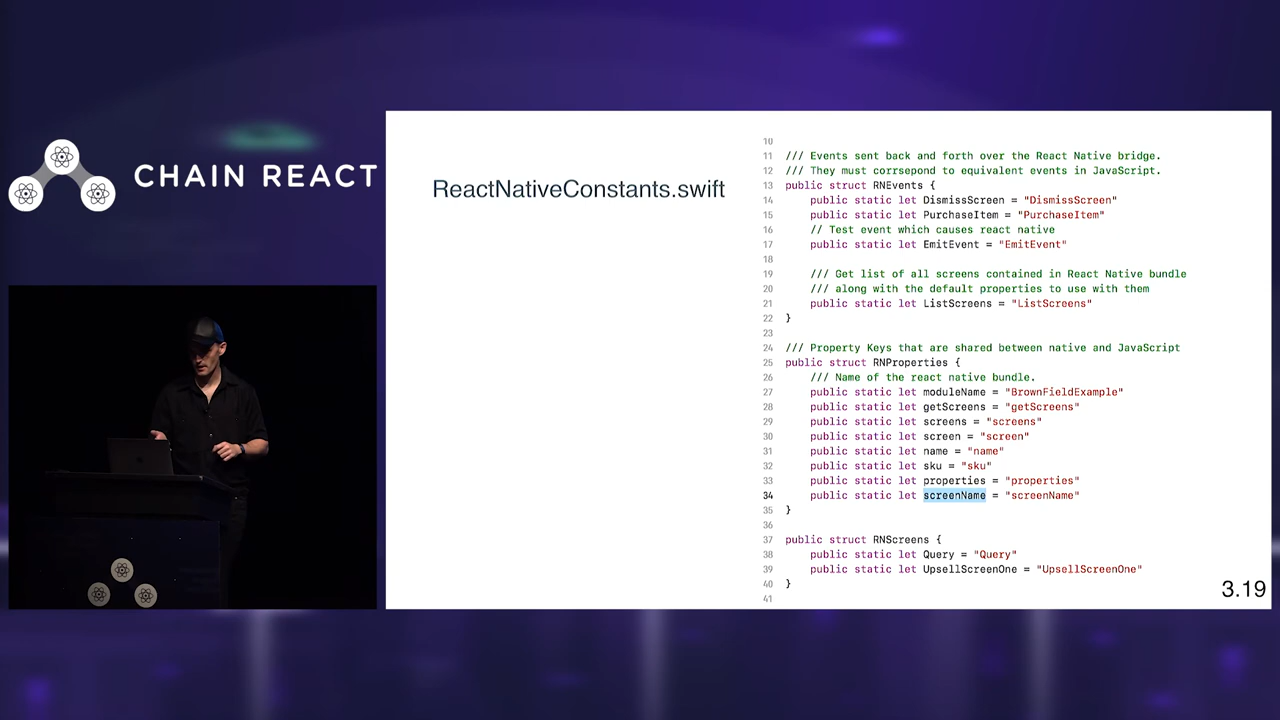 CHAIN REACT
ReactNativeConstants.swift
10
11 /// Events sent back and forth over the React Native bridge.
12 /// They must corrsepond to equivalent events in JavaScript.
13 public struct RNEvents {
14 public static let DismissScreen = "DismissScreen"
15 public static let PurchaseItem = "PurchaseItem"
16 // Test event which causes react native
17 public static let EmitEvent = "EmitEvent"
18
19 /// Get list of all screens contained in React Native bundle
20 /// along with the default properties to use with them
21 public static let ListScreens = "ListScreens"
22 }
23
24 /// Property Keys that are shared between native and JavaScript
25 public struct RNProperties {
26 /// Name of the react native bundle.
27 public static let moduleName = "BrownFieldExample"
28 public static let getScreens = "getScreens"
29 public static let screens = "screens"
30 public static let screen = "screen"
31 public static let name = "name"
32 public static let sku = "sku"
33 public static let properties = "properties"
34 public static let screenName = "screenName"
35 }
36
37 public struct RNScreens {
38 public static let Query = "Query"
39 public static let UpsellScreenOne = "UpsellScreenOne"
40 }
41
3.19